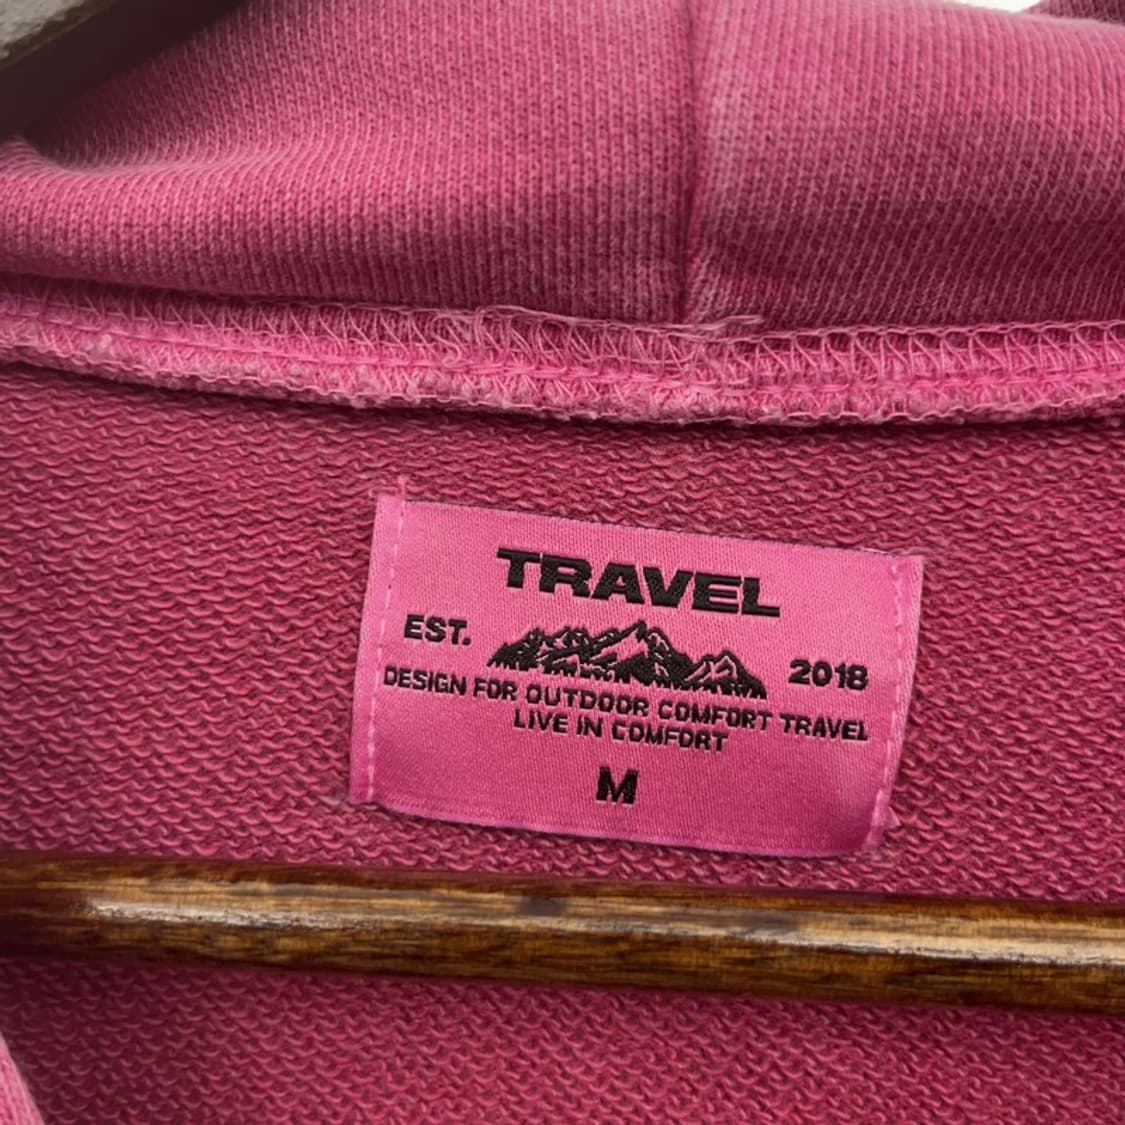 TRAVEL
EST. 2018
DESIGN FOR OUTDOOR COMFORT TRAVEL
LIVE IN COMFORT
M